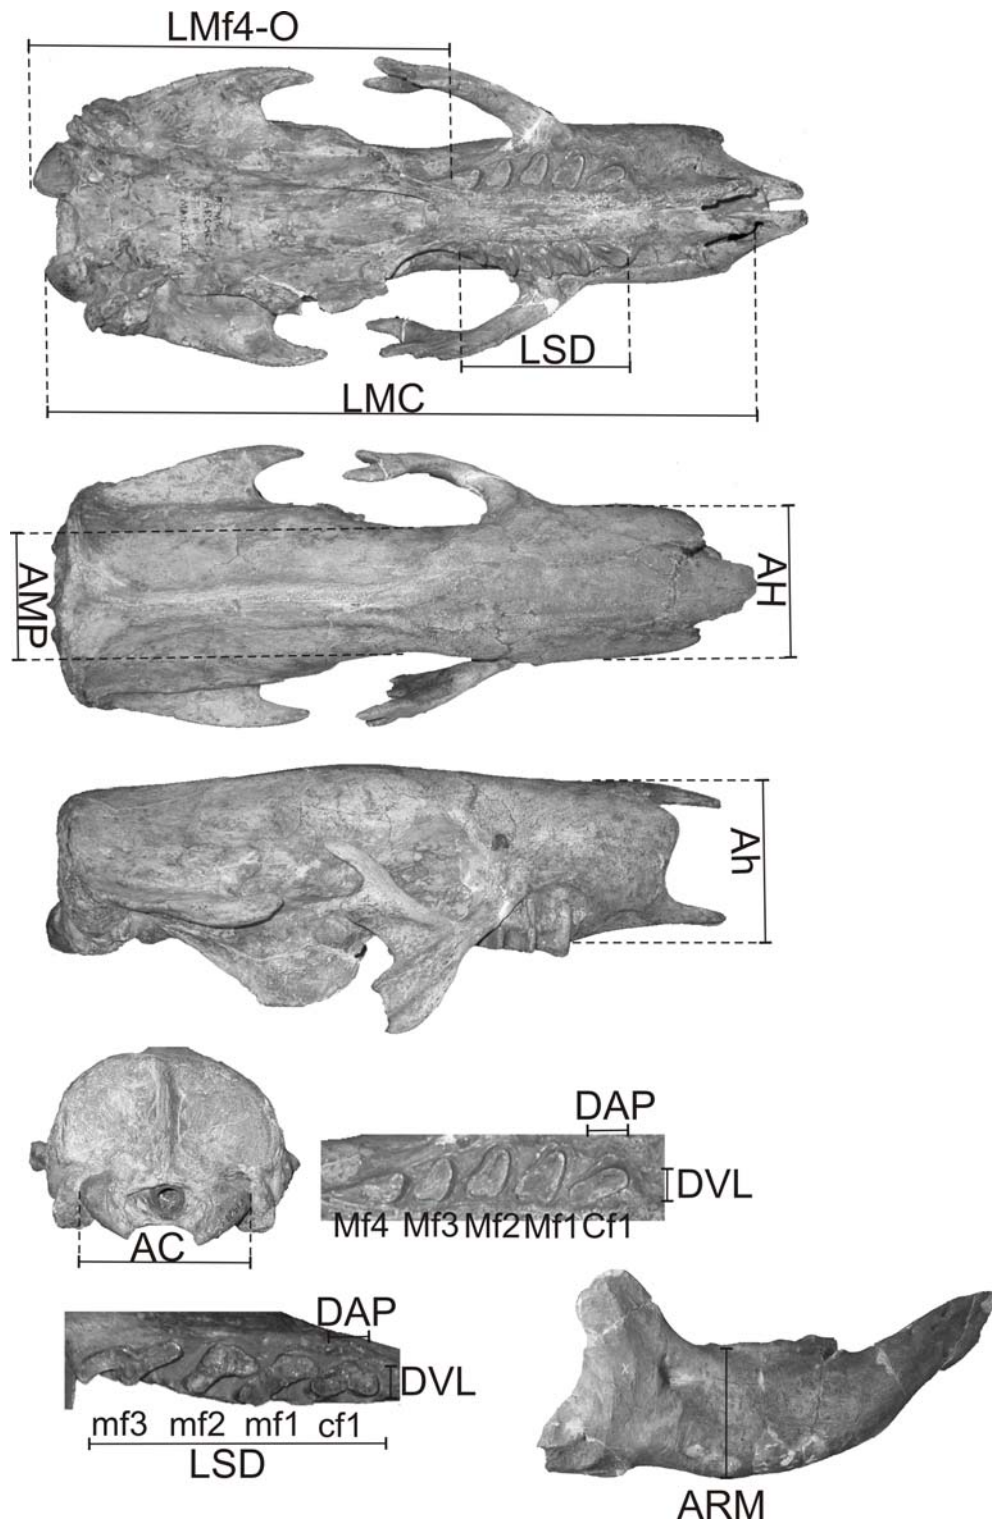 LMf4-O
LSD
LMC
AMP
AH
Ah
AC
DAP
DVL
Mf4 Mf3 Mf2 Mf1 Cf1
DAP
DVL
mf3 mf2 mf1 cf1
LSD
ARM